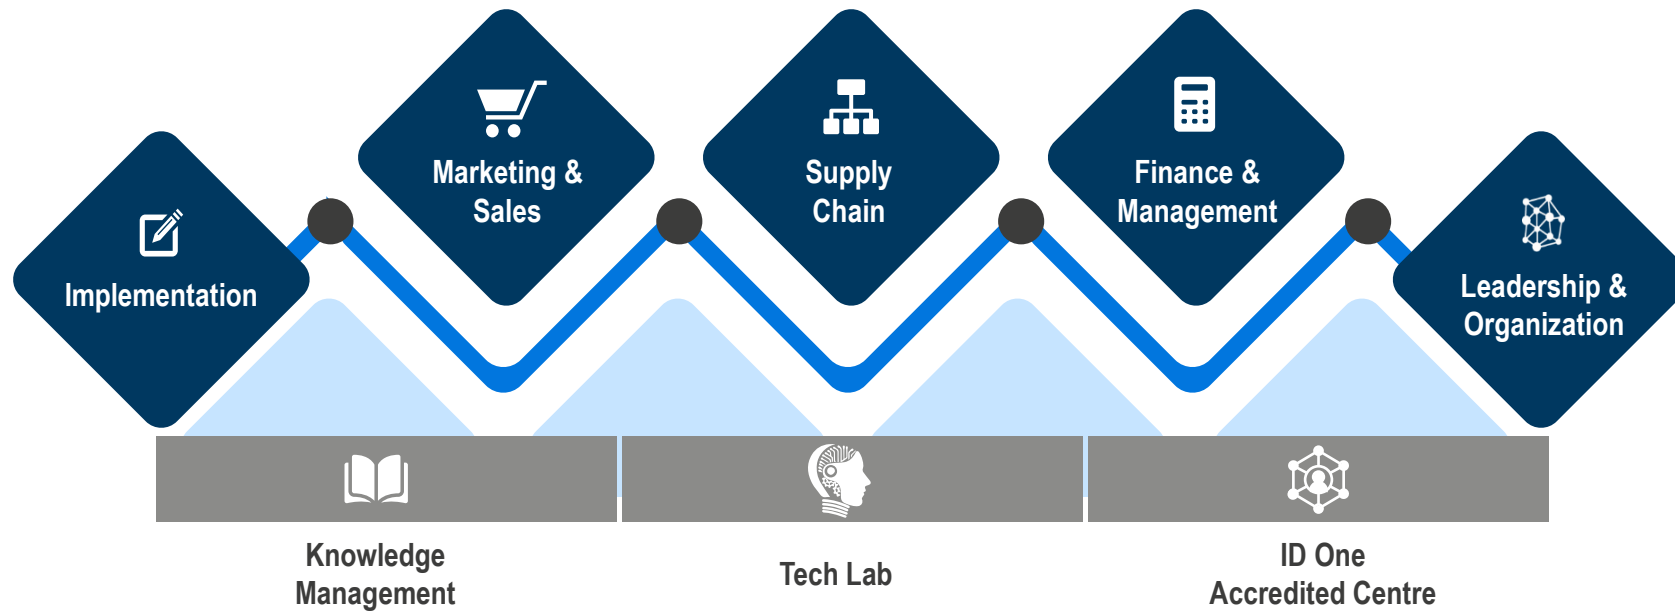 Implementation
Marketing &
Sales
Supply
Chain
Finance &
Management
Leadership &
Organization
Knowledge
Management
Tech Lab
ID One
Accredited Centre